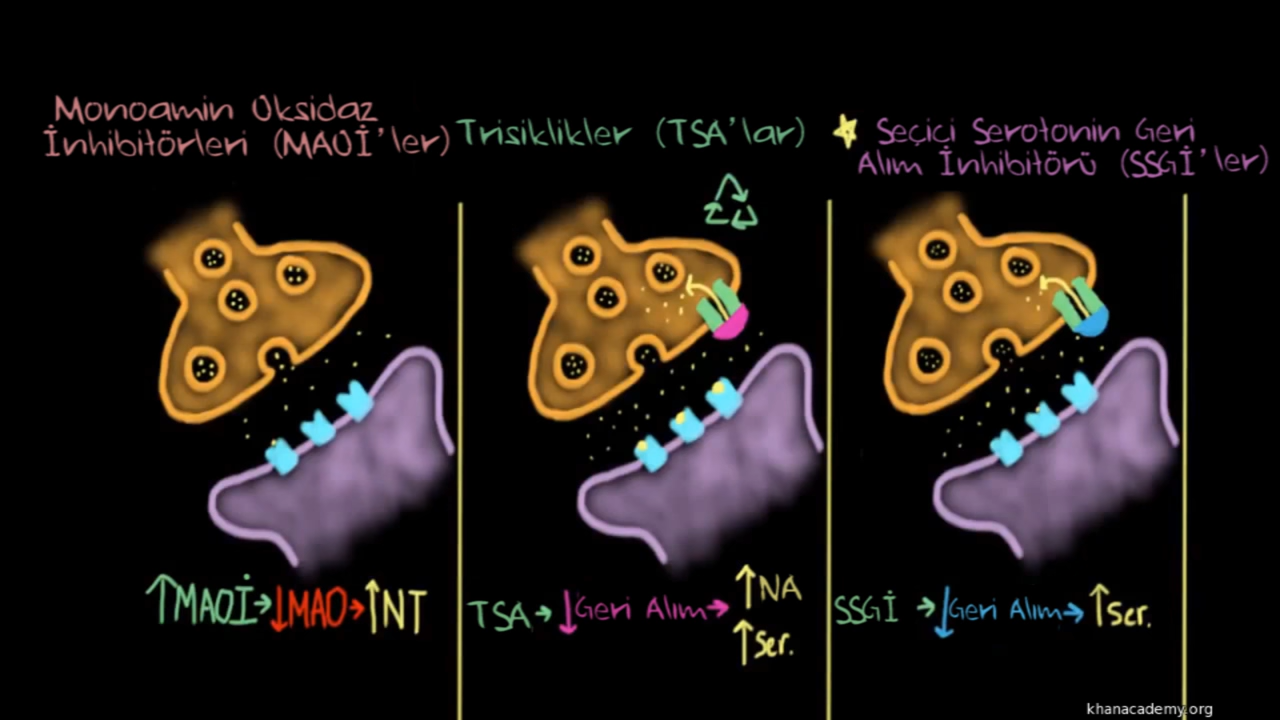 Monoamin Oksidaz
İnhibitörleri (MAOİ'ler)
Trisiklikler (TSA'lar)
Seçici Serotonin Geri
Alım İnhibitörü (SSGİ'ler)
↑MAOİ→↓MAO→↑NT
TSA→↓Geri Alım→↑NA
↑Ser.
SSGİ→↓Geri Alım→↑Ser.
khanacademy.org